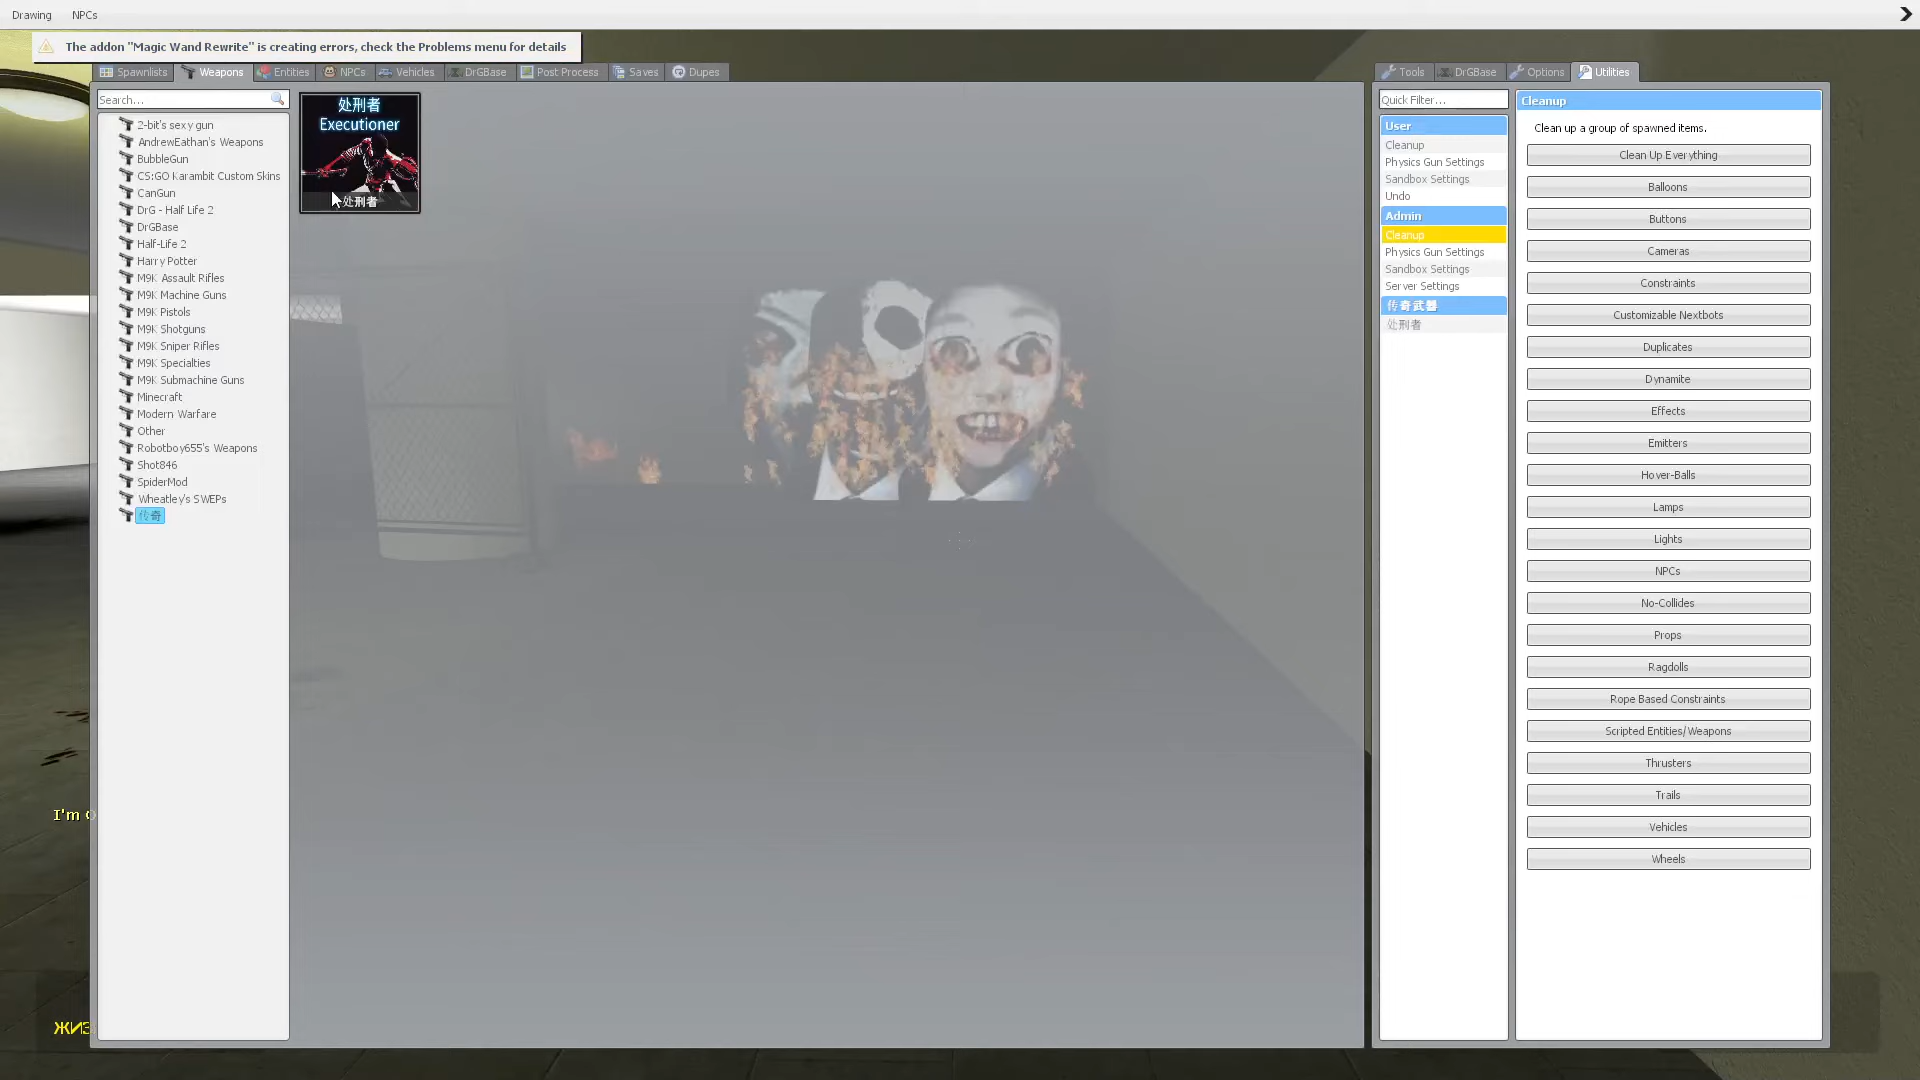 Drawing NPCs
The addon "Magic Wand Rewrite" is creating errors, check the Problems menu for details
Spawnlists Weapons Entities NPCs Vehicles DrGBase Post Process Saves Dupes
Search...
2-bit's sexy gun
AndrewEathan's Weapons
BubbleGun
CS:GO Karambit Custom Skins
CanGun
DrG - Half Life 2
DrGBase
Half-Life 2
Harry Potter
M9K Assault Rifles
M9K Machine Guns
M9K Pistols
M9K Shotguns
M9K Sniper Rifles
M9K Specialties
M9K Submachine Guns
Minecraft
Modern Warfare
Other
Robotboy655's Weapons
Shot846
SpiderMod
Wheatley's SWEPs
传奇
处刑者
Executioner
处刑者
I'm
ЖИЗ
Tools DrGBase Options Utilities
Quick Filter...
User
Cleanup
Physics Gun Settings
Sandbox Settings
Undo
Admin
Cleanup
Physics Gun Settings
Sandbox Settings
Server Settings
传奇武器
处刑者
Cleanup
Clean up a group of spawned items.
Clean Up Everything
Balloons
Buttons
Cameras
Constraints
Customizable Nextbots
Duplicates
Dynamite
Effects
Emitters
Hover-Balls
Lamps
Lights
NPCs
No-Collides
Props
Ragdolls
Rope Based Constraints
Scripted Entities/Weapons
Thrusters
Trails
Vehicles
Wheels